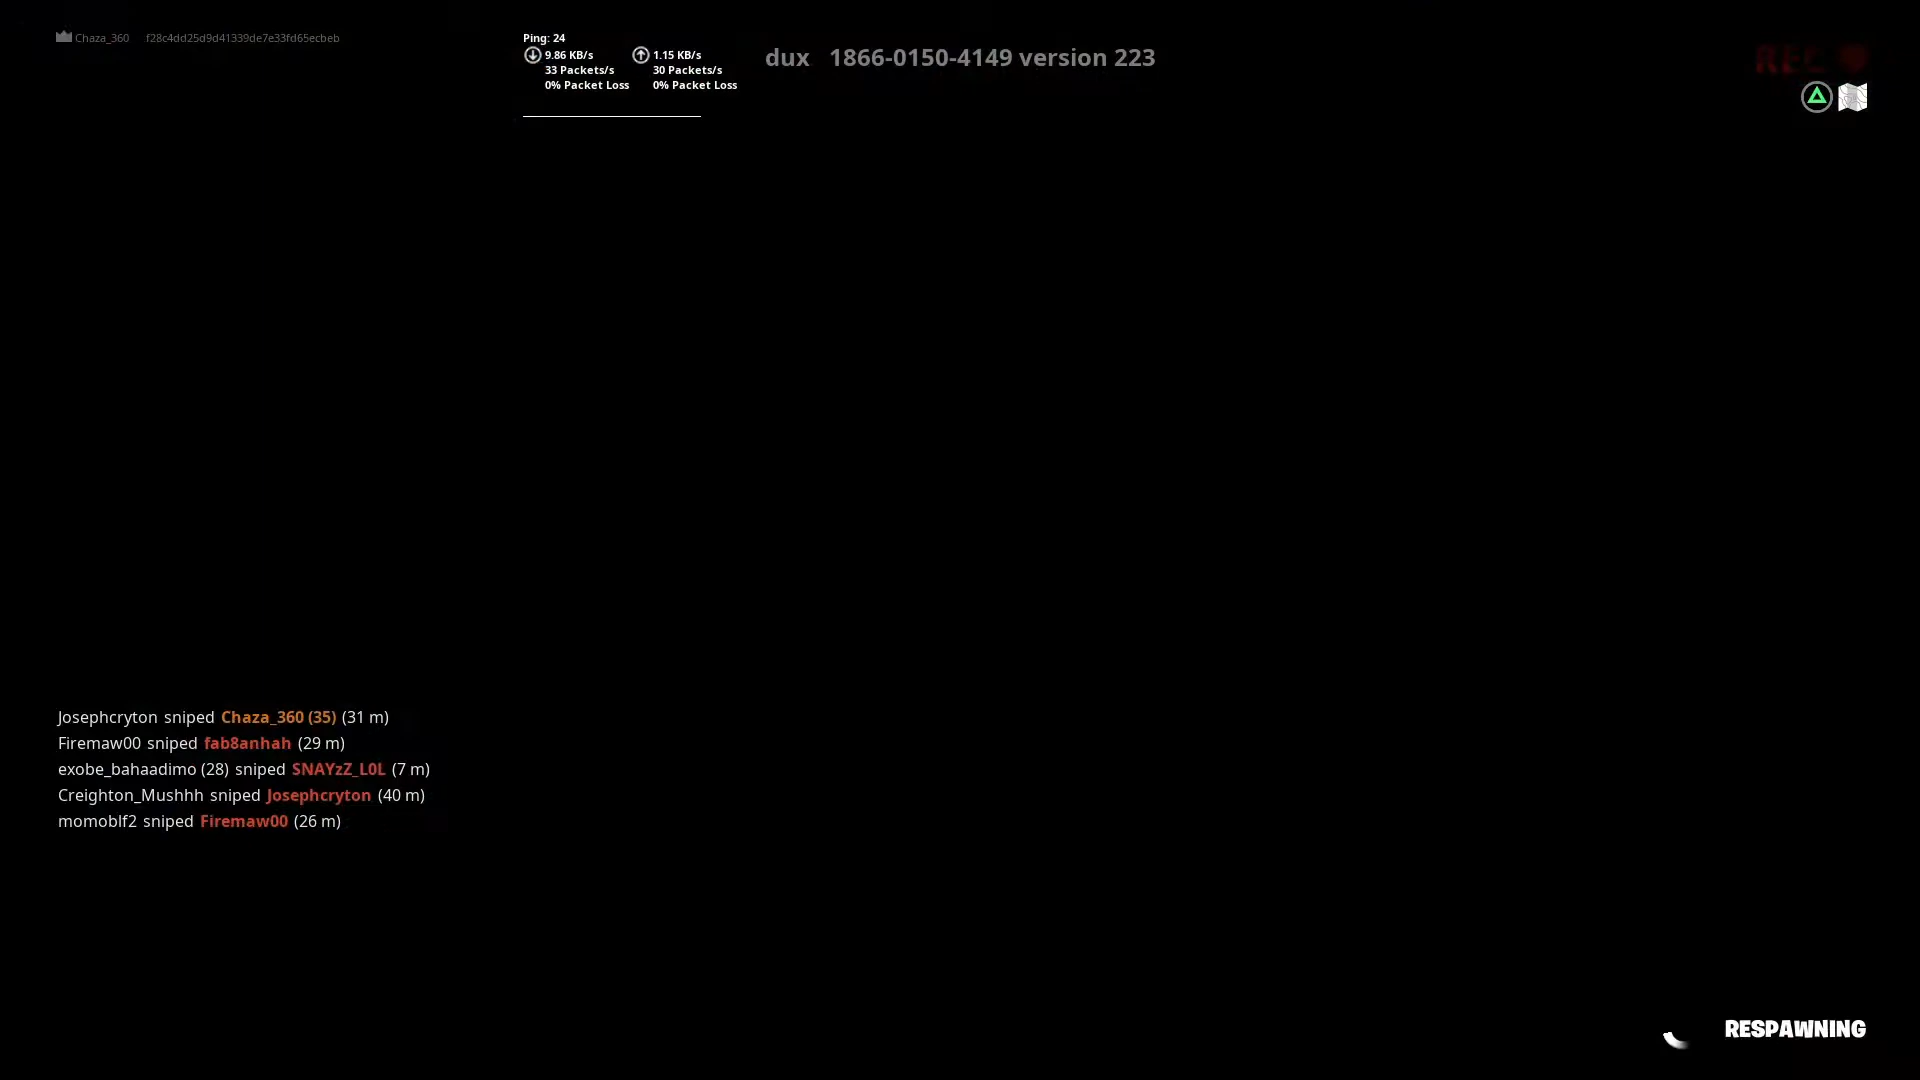 Chaza_360 f28c4dd25d9d41339de7e33fd65ecbeb
Ping: 24
9.86 KB/s 1.15 KB/s
33 Packets/s 30 Packets/s
0% Packet Loss 0% Packet Loss
dux 1866-0150-4149 version 223
REC
Josephcryton sniped Chaza_360 (35) (31 m)
Firemaw00 sniped fab8anhah (29 m)
exobe_bahaadimo (28) sniped SNAYzZ_L0L (7 m)
Creighton_Mushhh sniped Josephcryton (40 m)
momoblf2 sniped Firemaw00 (26 m)
RESPAWNING